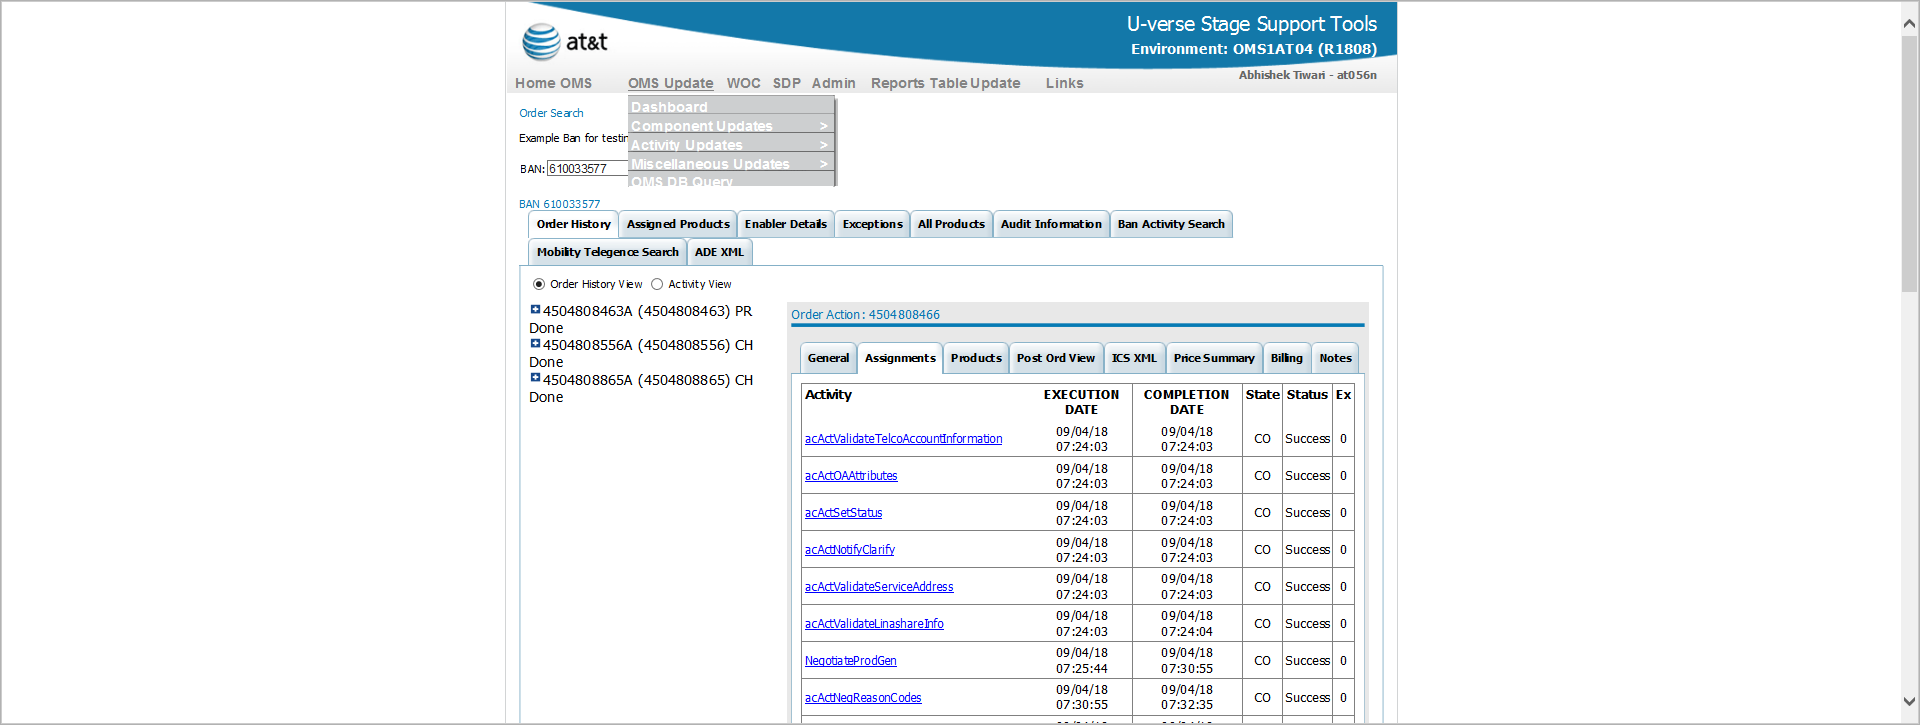 U-verse Stage Support Tools
at&t
Environment: OMS1AT04 (R1808)
Abhishek Tiwari - at056n
Home OMS OMS Update WOC SDP Admin Reports Table Update Links
Dashboard
Order Search
Component Updates >
Example Ban for testin
Activity Updates >
Miscellaneous Updates >
BAN: 610033577
OMS DB Query
BAN 610033577
Order History Assigned Products Enabler Details Exceptions All Products Audit Information Ban Activity Search
Mobility Telegence Search ADE XML
Order History View Activity View
4504808463A (4504808463) PR
Done
4504808556A (4504808556) CH
Done
4504808865A (4504808865) CH
Done
Order Action : 4504808466
General Assignments Products Post Ord View ICS XML Price Summary Billing Notes
Activity EXECUTION DATE COMPLETION DATE State Status Ex
acActValidateTelcoAccountInformation 09/04/18 07:24:03 09/04/18 07:24:03 CO Success 0
acActOAAttributes 09/04/18 07:24:03 09/04/18 07:24:03 CO Success 0
acActSetStatus 09/04/18 07:24:03 09/04/18 07:24:03 CO Success 0
acActNotifyClarify 09/04/18 07:24:03 09/04/18 07:24:03 CO Success 0
acActValidateServiceAddress 09/04/18 07:24:03 09/04/18 07:24:03 CO Success 0
acActValidateLinashareInfo 09/04/18 07:24:03 09/04/18 07:24:04 CO Success 0
NegotiateProdGen 09/04/18 07:25:44 09/04/18 07:30:55 CO Success 0
acActNegReasonCodes 09/04/18 07:30:55 09/04/18 07:32:35 CO Success 0